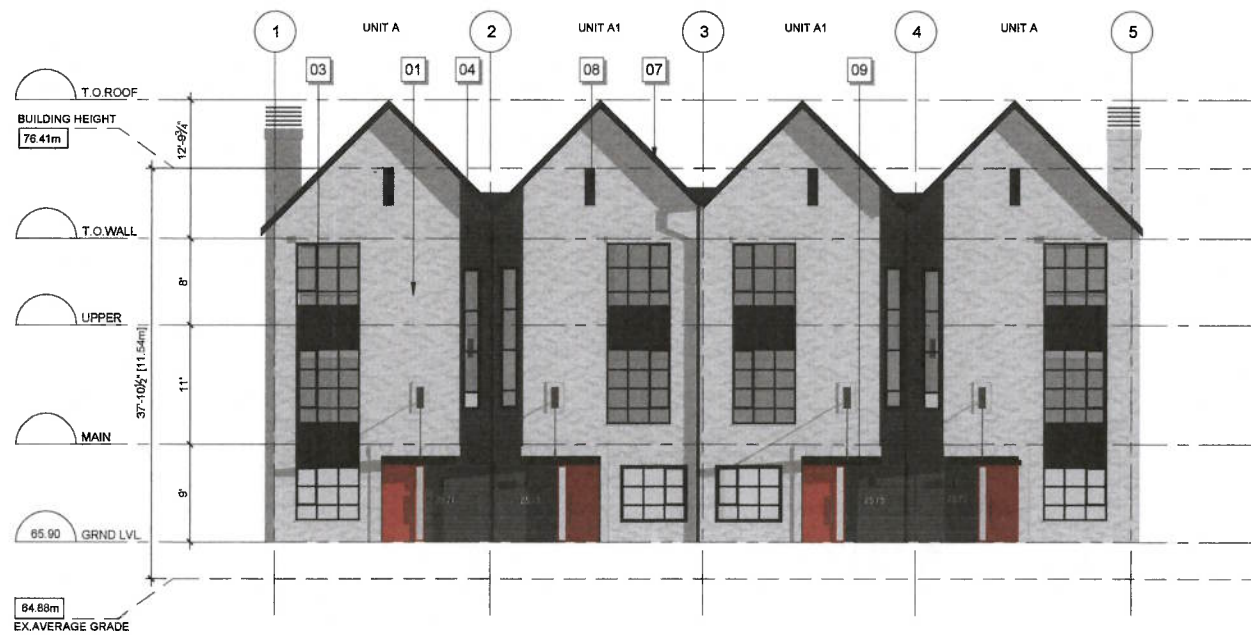 UNIT A
UNIT A1
UNIT A1
UNIT A
1
2
3
4
5
03
01
04
08
07
09
T.O.ROOF
BUILDING HEIGHT
76.41m
12'-9¾"
T.O.WALL
8'
UPPER
37'-10½" [11.54m]
11'
MAIN
9'
65.90 GRND LVL
2575
64.88m
EX.AVERAGE GRADE